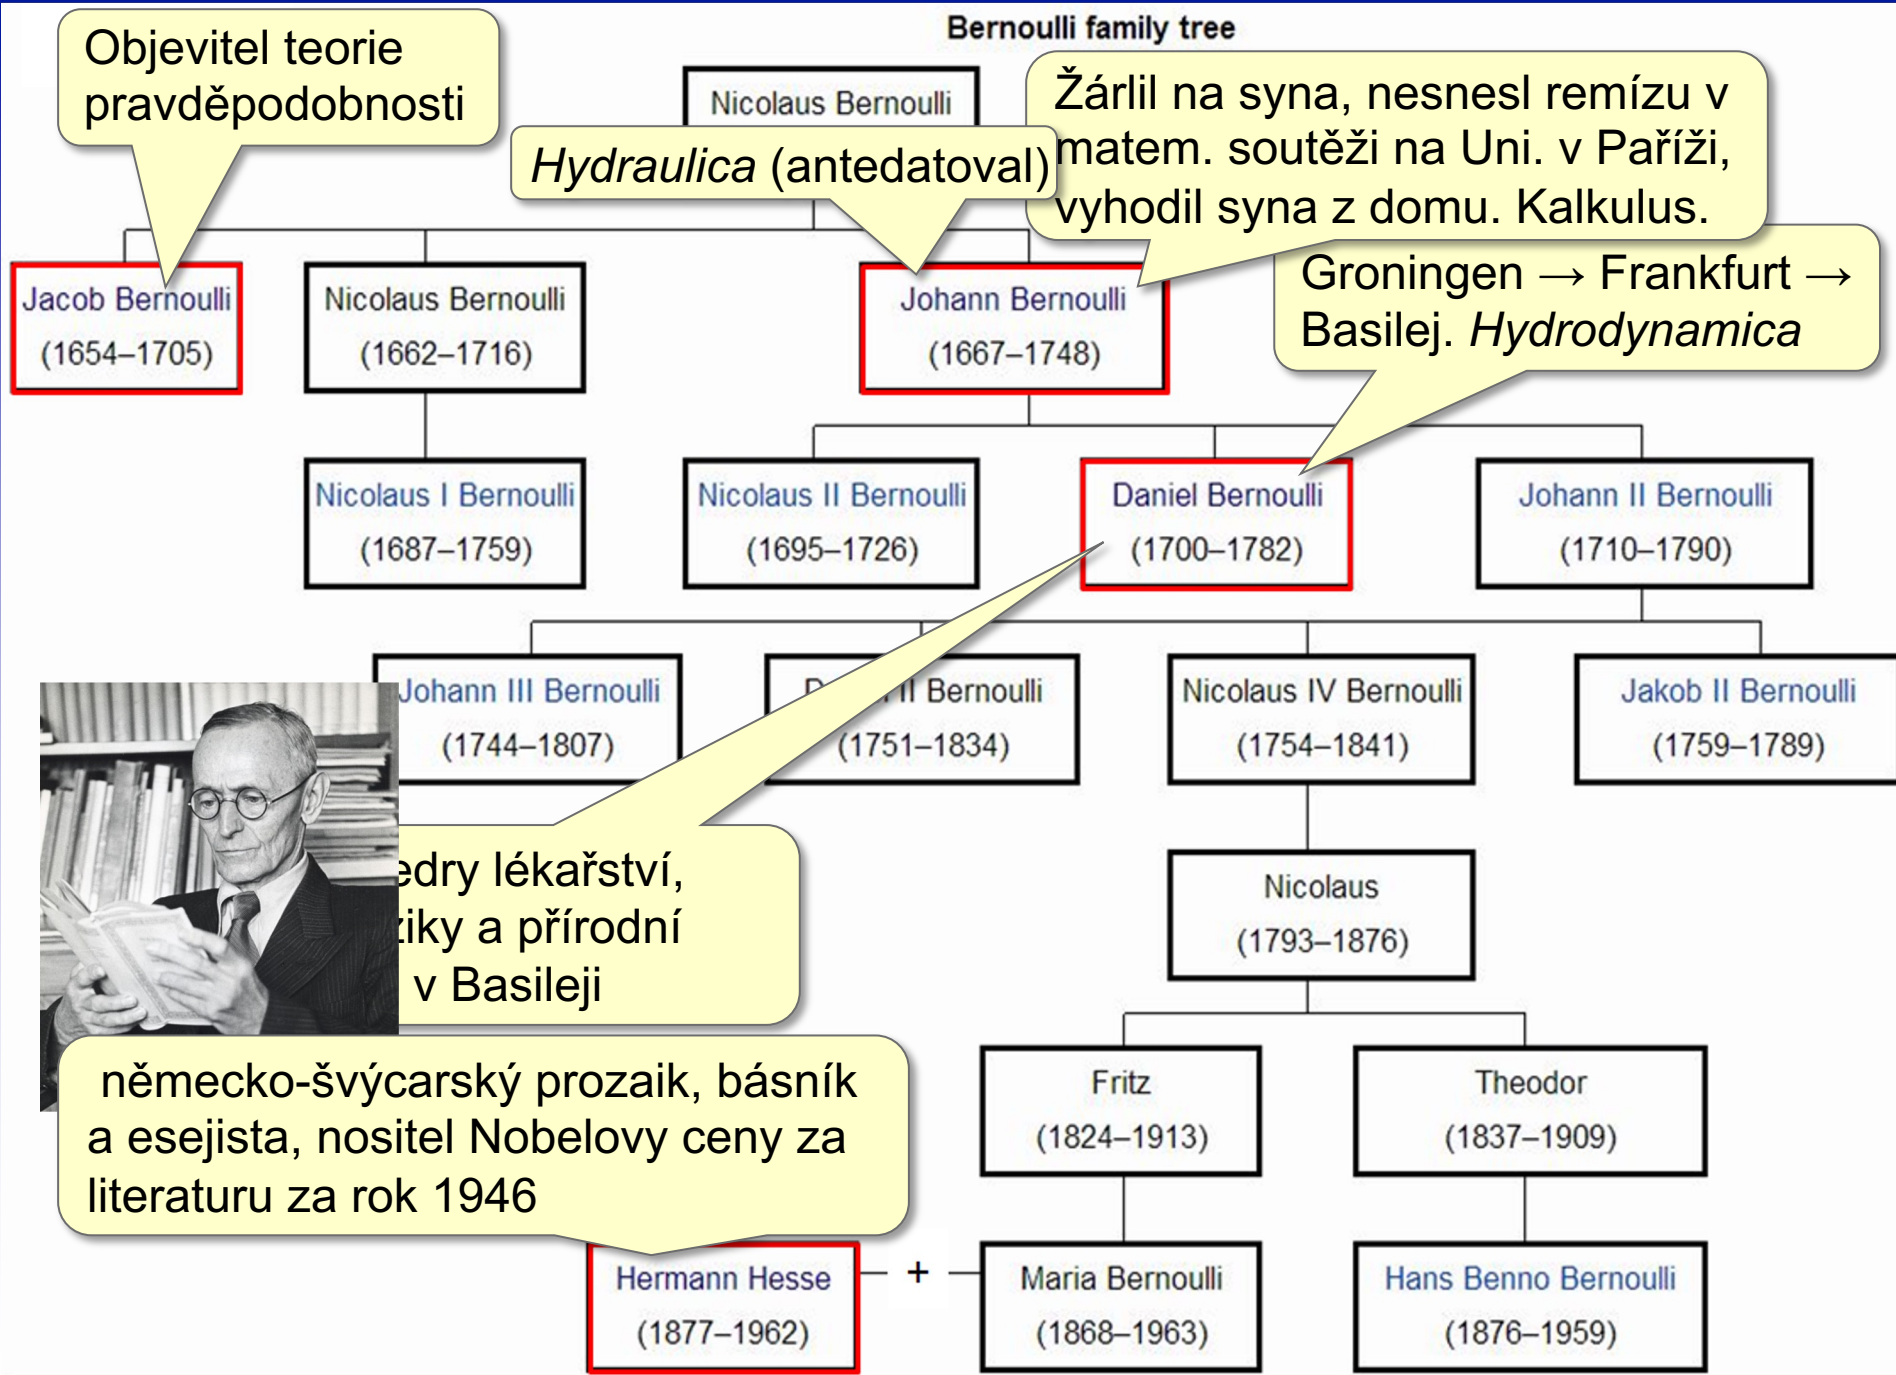 Bernoulli family tree
Objevitel teorie
pravděpodobnosti
Nicolaus Bernoulli
Žárlil na syna, nesnesl remízu v
matem. soutěži na Uni. v Paříži,
vyhodil syna z domu. Kalkulus.
Hydraulica (antedatoval)
Groningen → Frankfurt →
Basilej. Hydrodynamica
Jacob Bernoulli
(1654–1705)
Nicolaus Bernoulli
(1662–1716)
Johann Bernoulli
(1667–1748)
Nicolaus I Bernoulli
(1687–1759)
Nicolaus II Bernoulli
(1695–1726)
Daniel Bernoulli
(1700–1782)
Johann II Bernoulli
(1710–1790)
Johann III Bernoulli
(1744–1807)
II Bernoulli
(1751–1834)
Nicolaus IV Bernoulli
(1754–1841)
Jakob II Bernoulli
(1759–1789)
lékařství,
a přírodní
v Basileji
Nicolaus
(1793–1876)
německo-švýcarský prozaik, básník
a esejista, nositel Nobelovy ceny za
literaturu za rok 1946
Fritz
(1824–1913)
Theodor
(1837–1909)
Hermann Hesse
(1877–1962)
+
Maria Bernoulli
(1868–1963)
Hans Benno Bernoulli
(1876–1959)